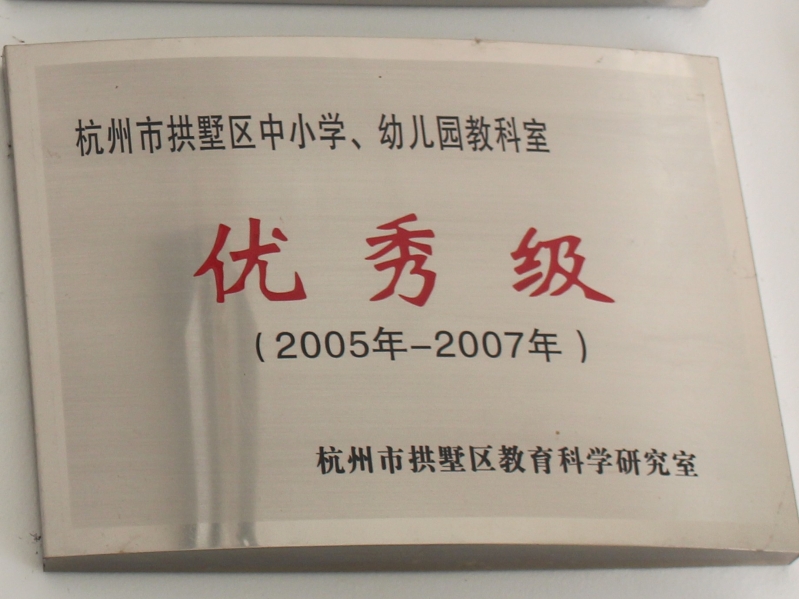 杭州市拱墅区中小学、幼儿园教科室
优秀级
（2005年-2007年）
杭州市拱墅区教育科学研究室